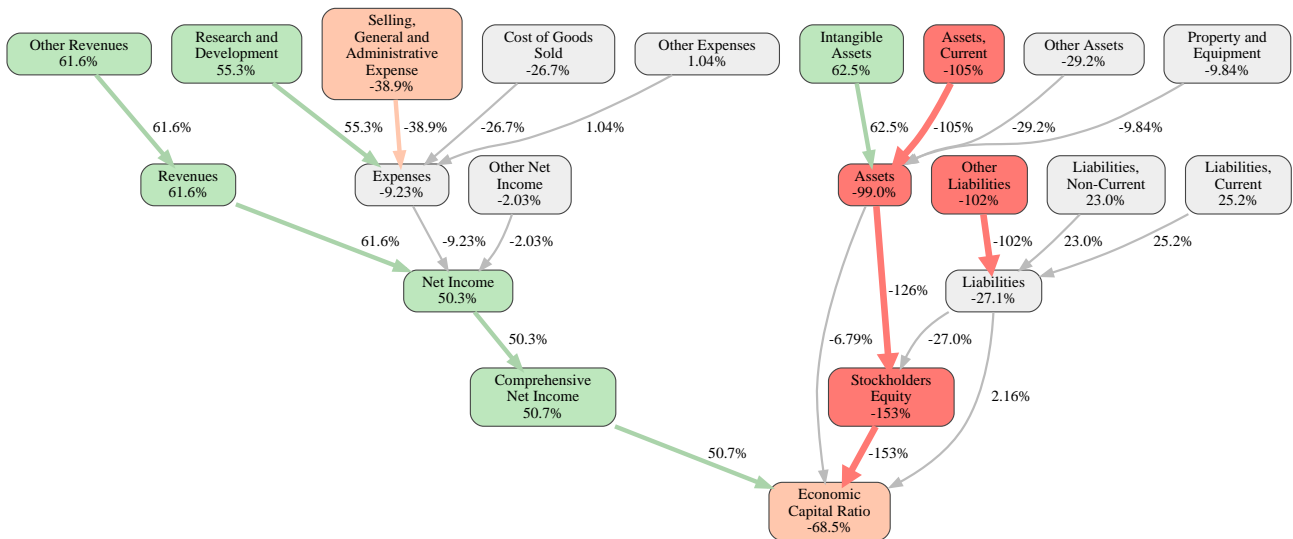 Other Revenues
61.6%
Research and
Development
55.3%
Selling,
General and
Administrative
Expense
-38.9%
Cost of Goods
Sold
-26.7%
Other Expenses
1.04%
Intangible
Assets
62.5%
Assets,
Current
-105%
Other Assets
-29.2%
Property and
Equipment
-9.84%
61.6%
55.3%
-38.9%
-26.7%
1.04%
62.5%
-105%
-29.2%
-9.84%
Revenues
61.6%
Expenses
-9.23%
Other Net
Income
-2.03%
Assets
-99.0%
Other
Liabilities
-102%
Liabilities,
Non-Current
23.0%
Liabilities,
Current
25.2%
61.6%
-9.23%
-2.03%
-102%
23.0%
25.2%
Net Income
50.3%
Liabilities
-27.1%
-126%
50.3%
-6.79%
-27.0%
2.16%
Comprehensive
Net Income
50.7%
Stockholders
Equity
-153%
50.7%
-153%
Economic
Capital Ratio
-68.5%